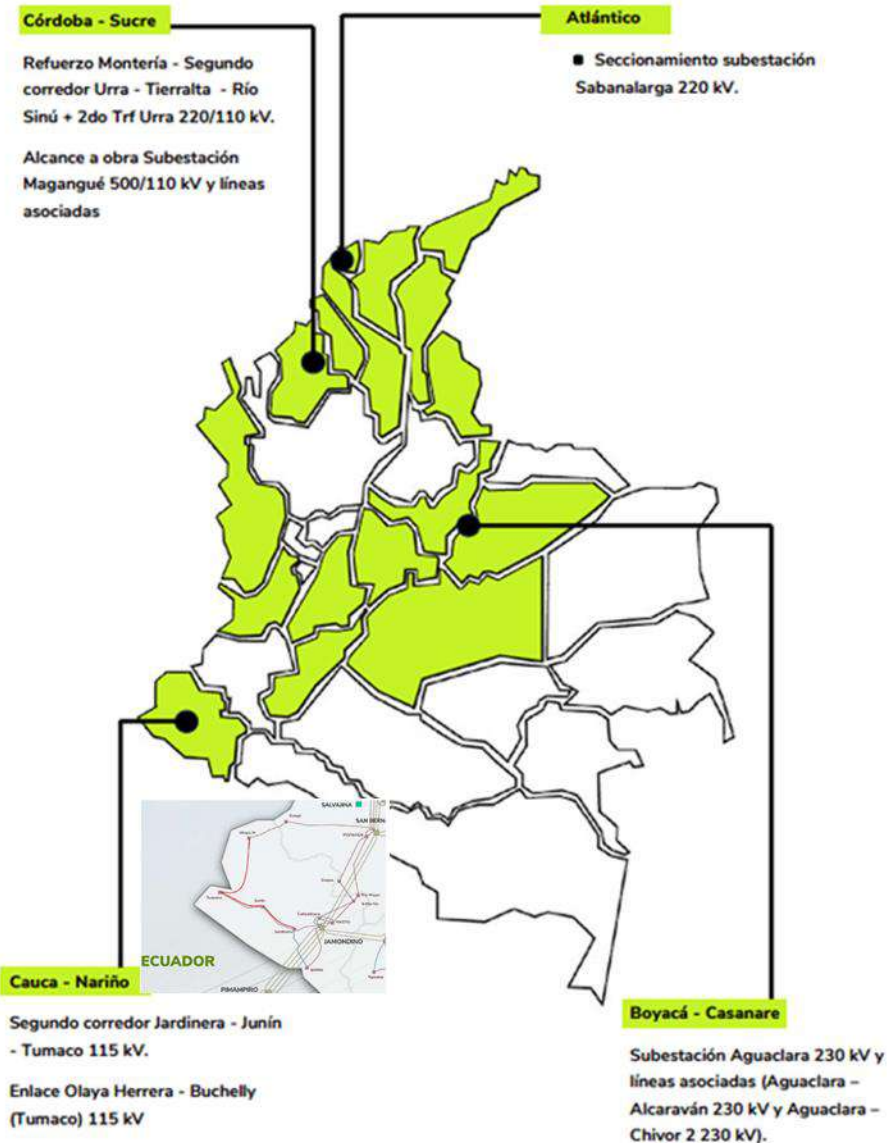 Córdoba - Sucre
Refuerzo Montería - Segundo
corredor Urra - Tierralta - Río
Sinú + 2do Trf Urra 220/110 kV.
Alcance a obra Subestación
Magangué 500/110 kV y líneas
asociadas
Atlántico
Seccionamiento subestación
Sabanalarga 220 kV.
SALVAJINA
JAMONDINO
ECUADOR
PIMAMPIRO
Cauca - Nariño
Segundo corredor Jardinera - Junín
- Tumaco 115 kV.
Enlace Olaya Herrera - Buchelly
(Tumaco) 115 kV
Boyacá - Casanare
Subestación Aguaclara 230 kV y
líneas asociadas (Aguaclara –
Alcaraván 230 kV y Aguaclara –
Chivor 2 230 kV).